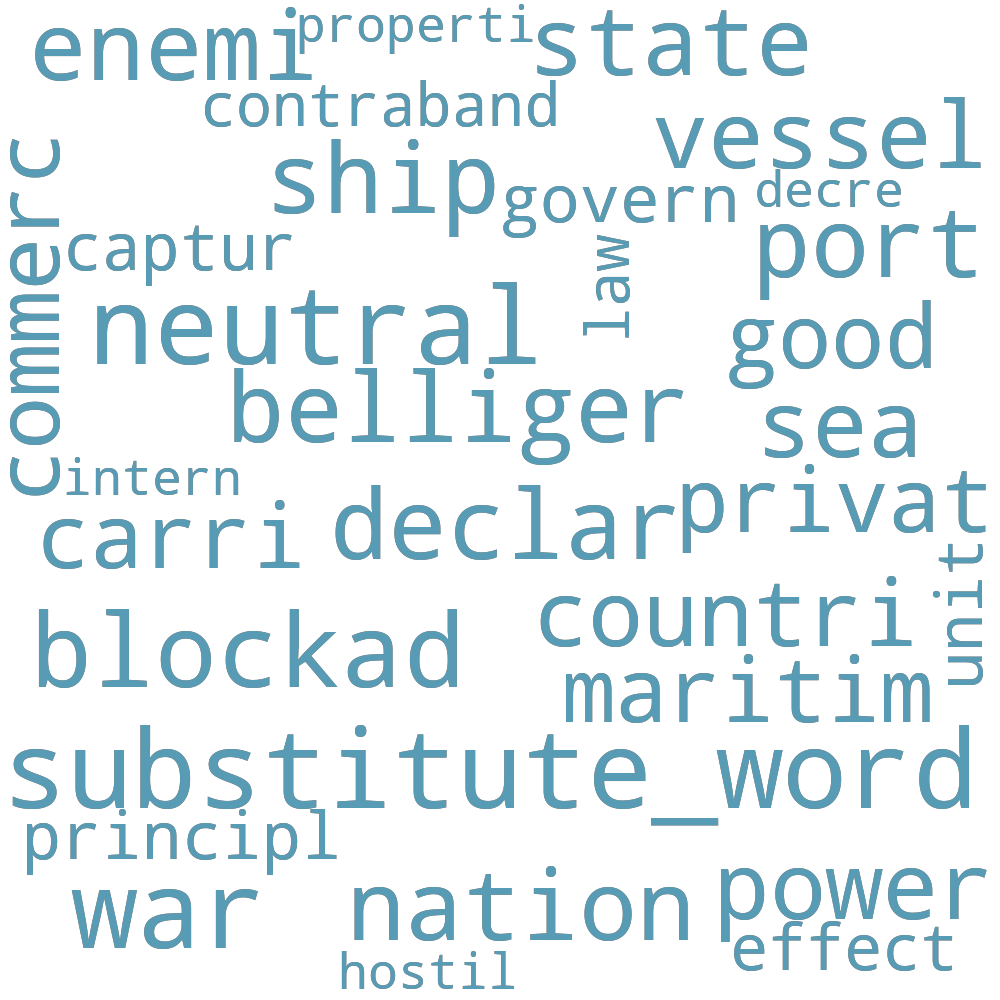 enemi properti state
contraband
vessel
ship govern decre
commerc captur law port
neutral good
belliger sea
intern
carri declar privat
unit
blockad countri
maritim
substitute_word
principl
war nation power
effect
hostil